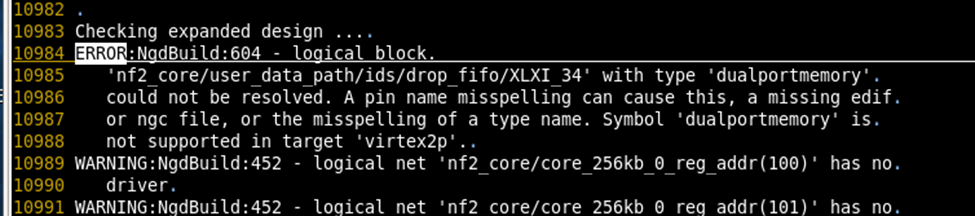 10982 .
10983 Checking expanded design ....
10984 ERROR:NgdBuild:604 - logical block.
10985 'nf2_core/user_data_path/ids/drop_fifo/XLXI_34' with type 'dualportmemory'.
10986 could not be resolved. A pin name misspelling can cause this, a missing edif.
10987 or ngc file, or the misspelling of a type name. Symbol 'dualportmemory' is.
10988 not supported in target 'virtex2p'..
10989 WARNING:NgdBuild:452 - logical net 'nf2_core/core_256kb_0_reg_addr(100)' has no.
10990 driver.
10991 WARNING:NgdBuild:452 - logical net 'nf2_core/core_256kb_0_reg_addr(101)' has no.